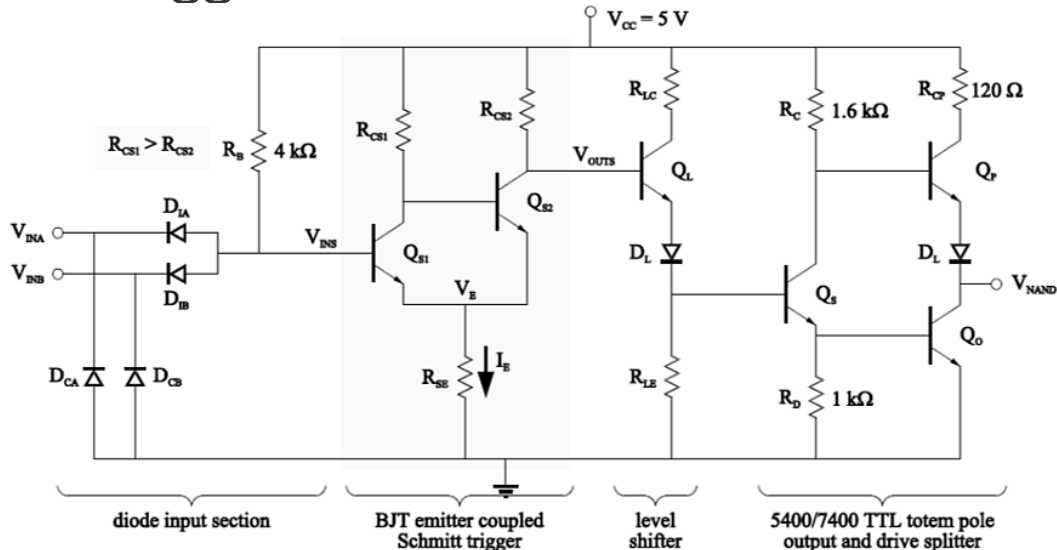 V_CC = 5 V
R_LC
R_CP 120 Ω
R_CS2
R_C 1.6 kΩ
R_CS1
R_CS1 > R_CS2
R_B 4 kΩ
V_OUTS
Q_L
Q_P
Q_S2
D_IA
V_INA
V_INS
Q_S1
D_L
D_L
V_INB
D_IB
V_E
Q_S
V_NAND
Q_O
I_E
D_CA
D_CB
R_SE
R_LE
R_D 1 kΩ
diode input section
BJT emitter coupled
Schmitt trigger
level
shifter
5400/7400 TTL totem pole
output and drive splitter